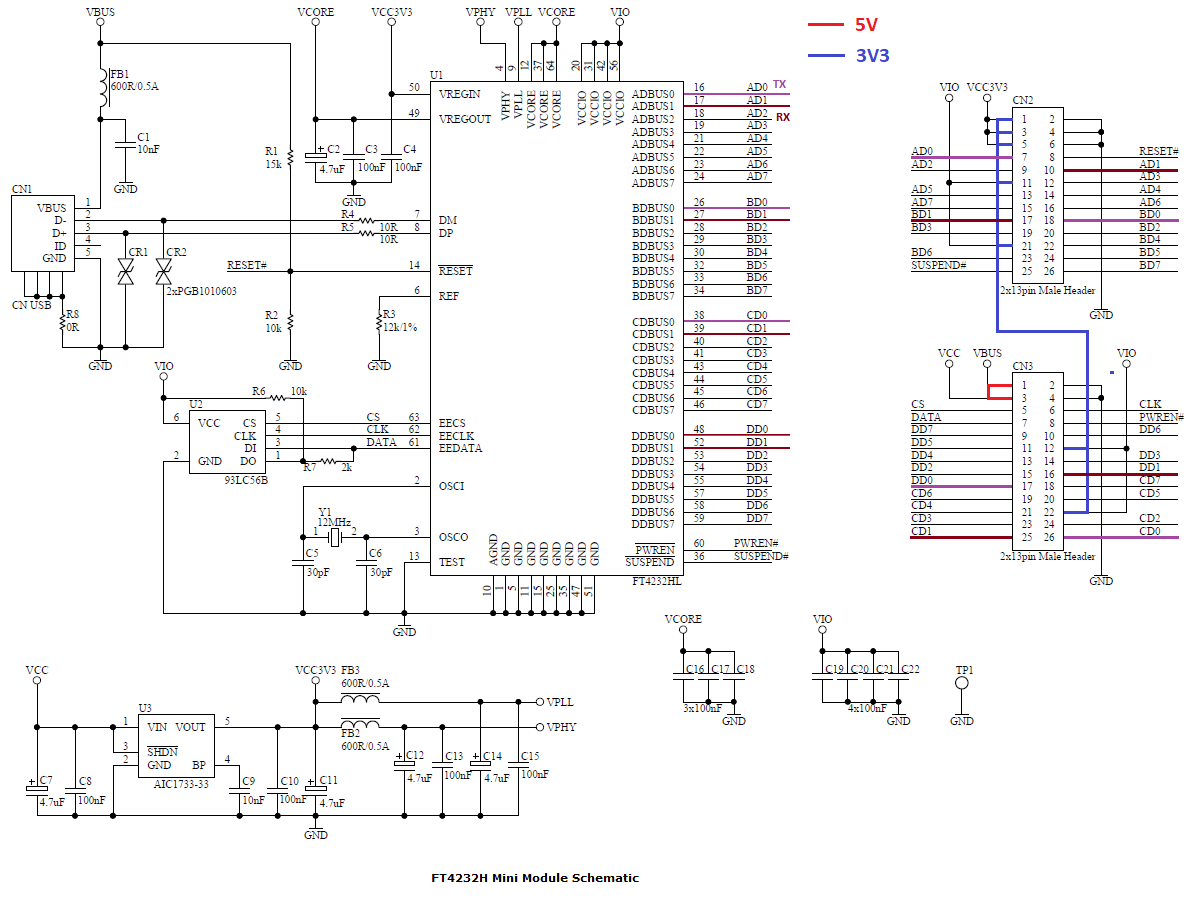 VBUS
VCORE
VCC3V3
VPHY
VPLL
VCORE
VIO
5V
3V3
FB1
600R/0.5A
C1
10nF
GND
R1
15k
C2
4.7uF
C3
100nF
C4
100nF
GND
CN1
VBUS 1
D- 2
D+ 3
ID 4
GND 5
CN USB
R8
0R
GND
CR1
CR2
2xPGB1010603
RESET#
R4
10R
R5
10R
R2
10k
GND
R3
12k/1%
GND
U1
4 9 12 37 64 20 31 42 56
VPHY VPLL VCORE VCORE VCORE VCCIO VCCIO VCCIO VCCIO
50 VREGIN
49 VREGOUT
7 DM
8 DP
14 RESET
6 REF
63 EECS
62 EECLK
61 EEDATA
2 OSCI
3 OSCO
13 TEST
AGND GND GND GND GND GND GND GND GND
10 1 5 11 15 25 35 47 51
GND
ADBUS0 16 AD0 TX
ADBUS1 17 AD1
ADBUS2 18 AD2 RX
ADBUS3 19 AD3
ADBUS4 21 AD4
ADBUS5 22 AD5
ADBUS6 23 AD6
ADBUS7 24 AD7
BDBUS0 26 BD0
BDBUS1 27 BD1
BDBUS2 28 BD2
BDBUS3 29 BD3
BDBUS4 30 BD4
BDBUS5 32 BD5
BDBUS6 33 BD6
BDBUS7 34 BD7
CDBUS0 38 CD0
CDBUS1 39 CD1
CDBUS2 40 CD2
CDBUS3 41 CD3
CDBUS4 43 CD4
CDBUS5 44 CD5
CDBUS6 45 CD6
CDBUS7 46 CD7
DDBUS0 48 DD0
DDBUS1 52 DD1
DDBUS2 53 DD2
DDBUS3 54 DD3
DDBUS4 55 DD4
DDBUS5 57 DD5
DDBUS6 58 DD6
DDBUS7 59 DD7
PWREN 60 PWREN#
SUSPEND 36 SUSPEND#
FT4232HL
VIO
R6 10k
U2
6 VCC CS 5 CS
CLK 4 CLK
DI 3 DATA
2 GND DO 1
R7 2k
93LC56B
Y1
12MHz
1 2
C5
30pF
C6
30pF
VIO VCC3V3
CN2
1 2
3 4
5 6
AD0 7 8 RESET#
AD2 9 10 AD1
11 12 AD3
AD5 13 14 AD4
AD7 15 16 AD6
BD1 17 18 BD0
BD3 19 20 BD2
21 22 BD4
BD6 23 24 BD5
SUSPEND# 25 26 BD7
2x13pin Male Header
GND
VCC VBUS VIO
CN3
1 2
3 4
CS 5 6 CLK
DATA 7 8 PWREN#
DD7 9 10 DD6
DD5 11 12
DD4 13 14 DD3
DD2 15 16 DD1
DD0 17 18 CD7
CD6 19 20 CD5
CD4 21 22
CD3 23 24 CD2
CD1 25 26 CD0
2x13pin Male Header
GND
VCORE
C16 C17 C18
3x100nF
GND
VIO
C19 C20 C21 C22
4x100nF
GND
TP1
GND
VCC
U3
1 VIN VOUT 5
3 SHDN
2 GND BP 4
AIC1733-33
C7
4.7uF
C8
100nF
C9
10nF
C10
100nF
C11
4.7uF
VCC3V3
FB3
600R/0.5A
FB2
600R/0.5A
VPLL
VPHY
C12
4.7uF
C13
100nF
C14
4.7uF
C15
100nF
GND
FT4232H Mini Module Schematic